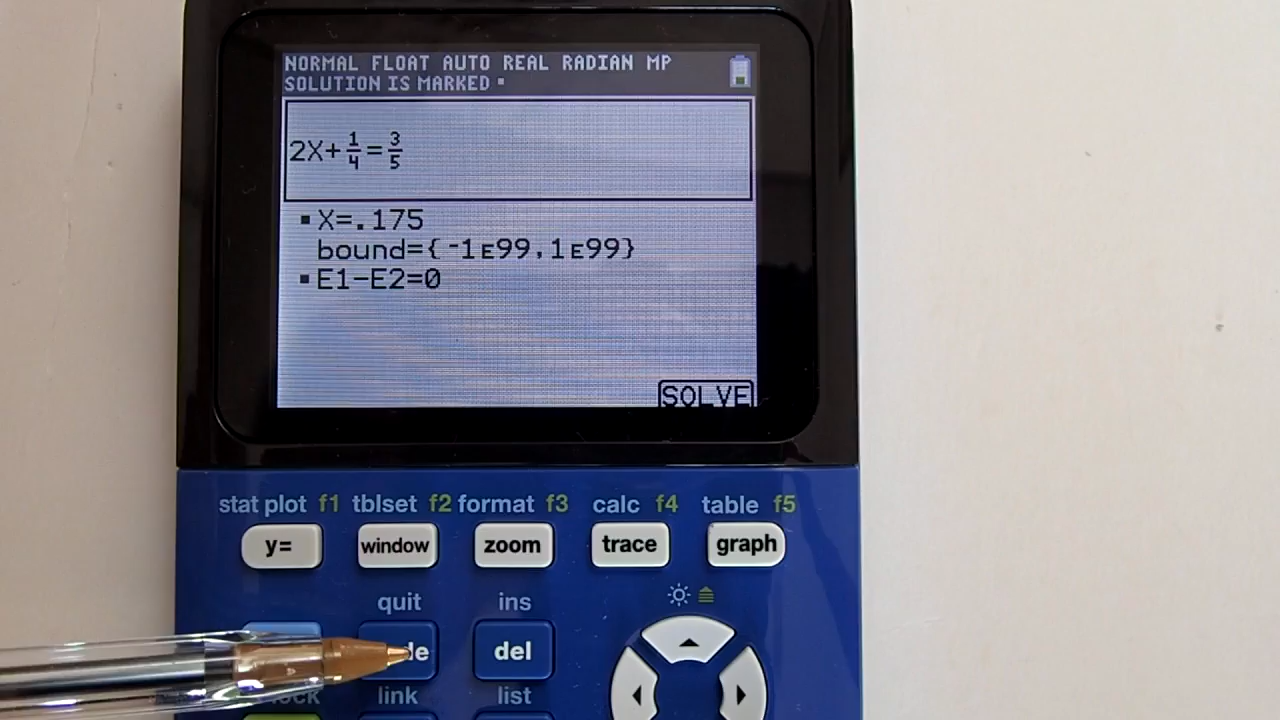 NORMAL FLOAT AUTO REAL RADIAN MP
SOLUTION IS MARKED ▪
2X+1/4=3/5
▪ X=.175
bound={-1ᴇ99,1ᴇ99}
▪ E1-E2=0
SOLVE
stat plot f1 tblset f2 format f3 calc f4 table f5
y= window zoom trace graph
quit ins
del
link list